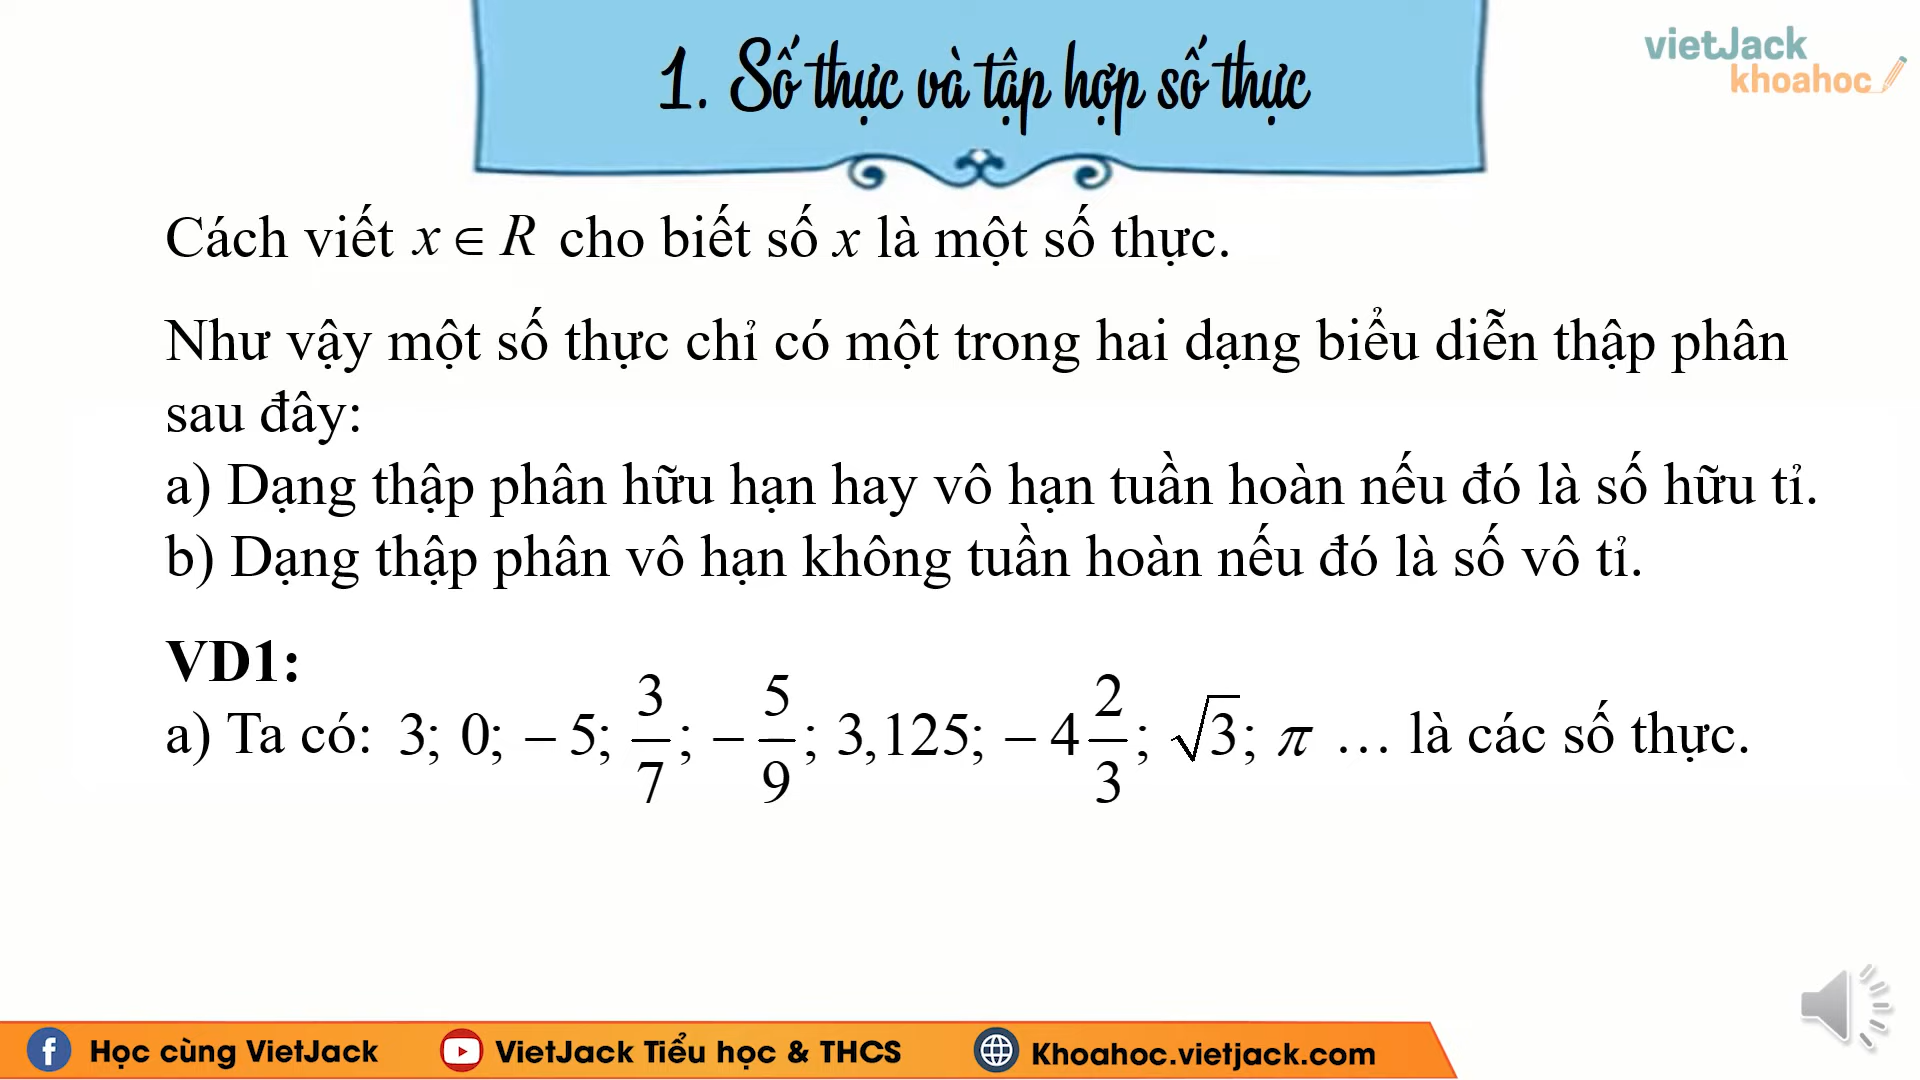 1. Số thực và tập hợp số thực
vietJack
khoahoc
Cách viết x ∈ R cho biết số x là một số thực.
Như vậy một số thực chỉ có một trong hai dạng biểu diễn thập phân
sau đây:
a) Dạng thập phân hữu hạn hay vô hạn tuần hoàn nếu đó là số hữu tỉ.
b) Dạng thập phân vô hạn không tuần hoàn nếu đó là số vô tỉ.
VD1:
a) Ta có: 3; 0; − 5; 3/7; − 5/9; 3,125; − 4 2/3; √3; π … là các số thực.
Học cùng VietJack
VietJack Tiểu học & THCS
Khoahoc.vietjack.com